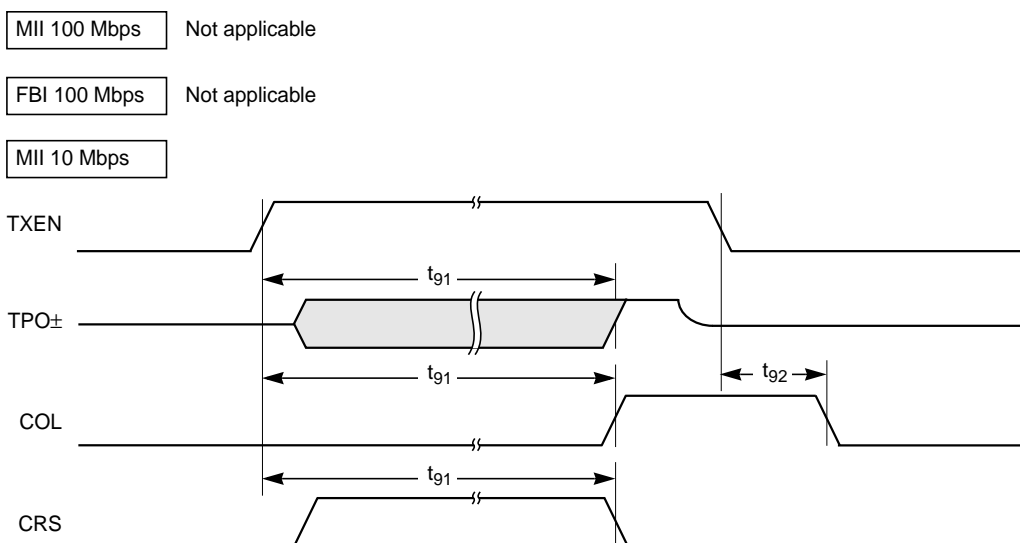 MII 100 Mbps Not applicable
FBI 100 Mbps Not applicable
MII 10 Mbps
TXEN
t91
TPO±
t91
t92
COL
t91
CRS